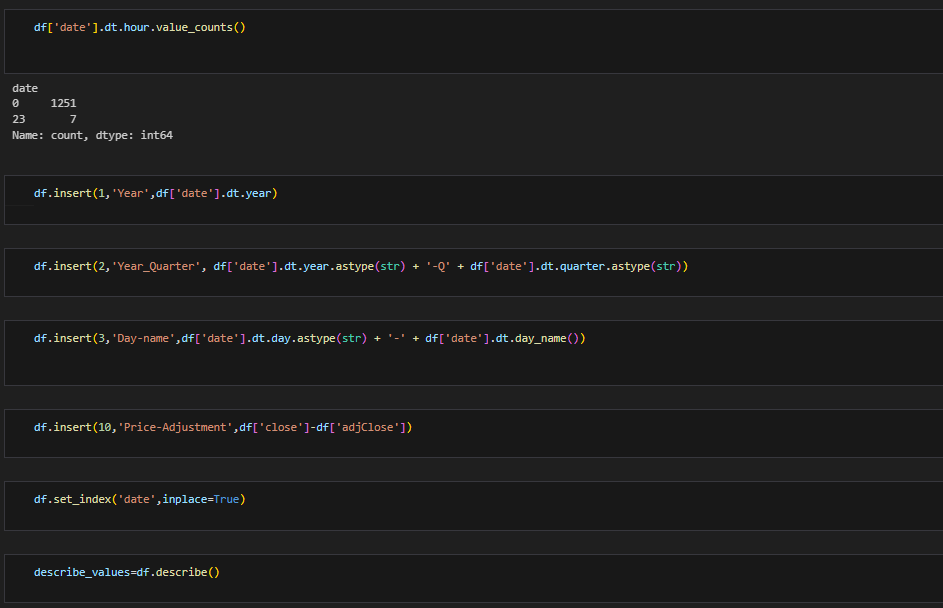 df['date'].dt.hour.value_counts()
date
0     1251
23       7
Name: count, dtype: int64
df.insert(1,'Year',df['date'].dt.year)
df.insert(2,'Year_Quarter', df['date'].dt.year.astype(str) + '-Q' + df['date'].dt.quarter.astype(str))
df.insert(3,'Day-name',df['date'].dt.day.astype(str) + '-' + df['date'].dt.day_name())
df.insert(10,'Price-Adjustment',df['close']-df['adjClose'])
df.set_index('date',inplace=True)
describe_values=df.describe()